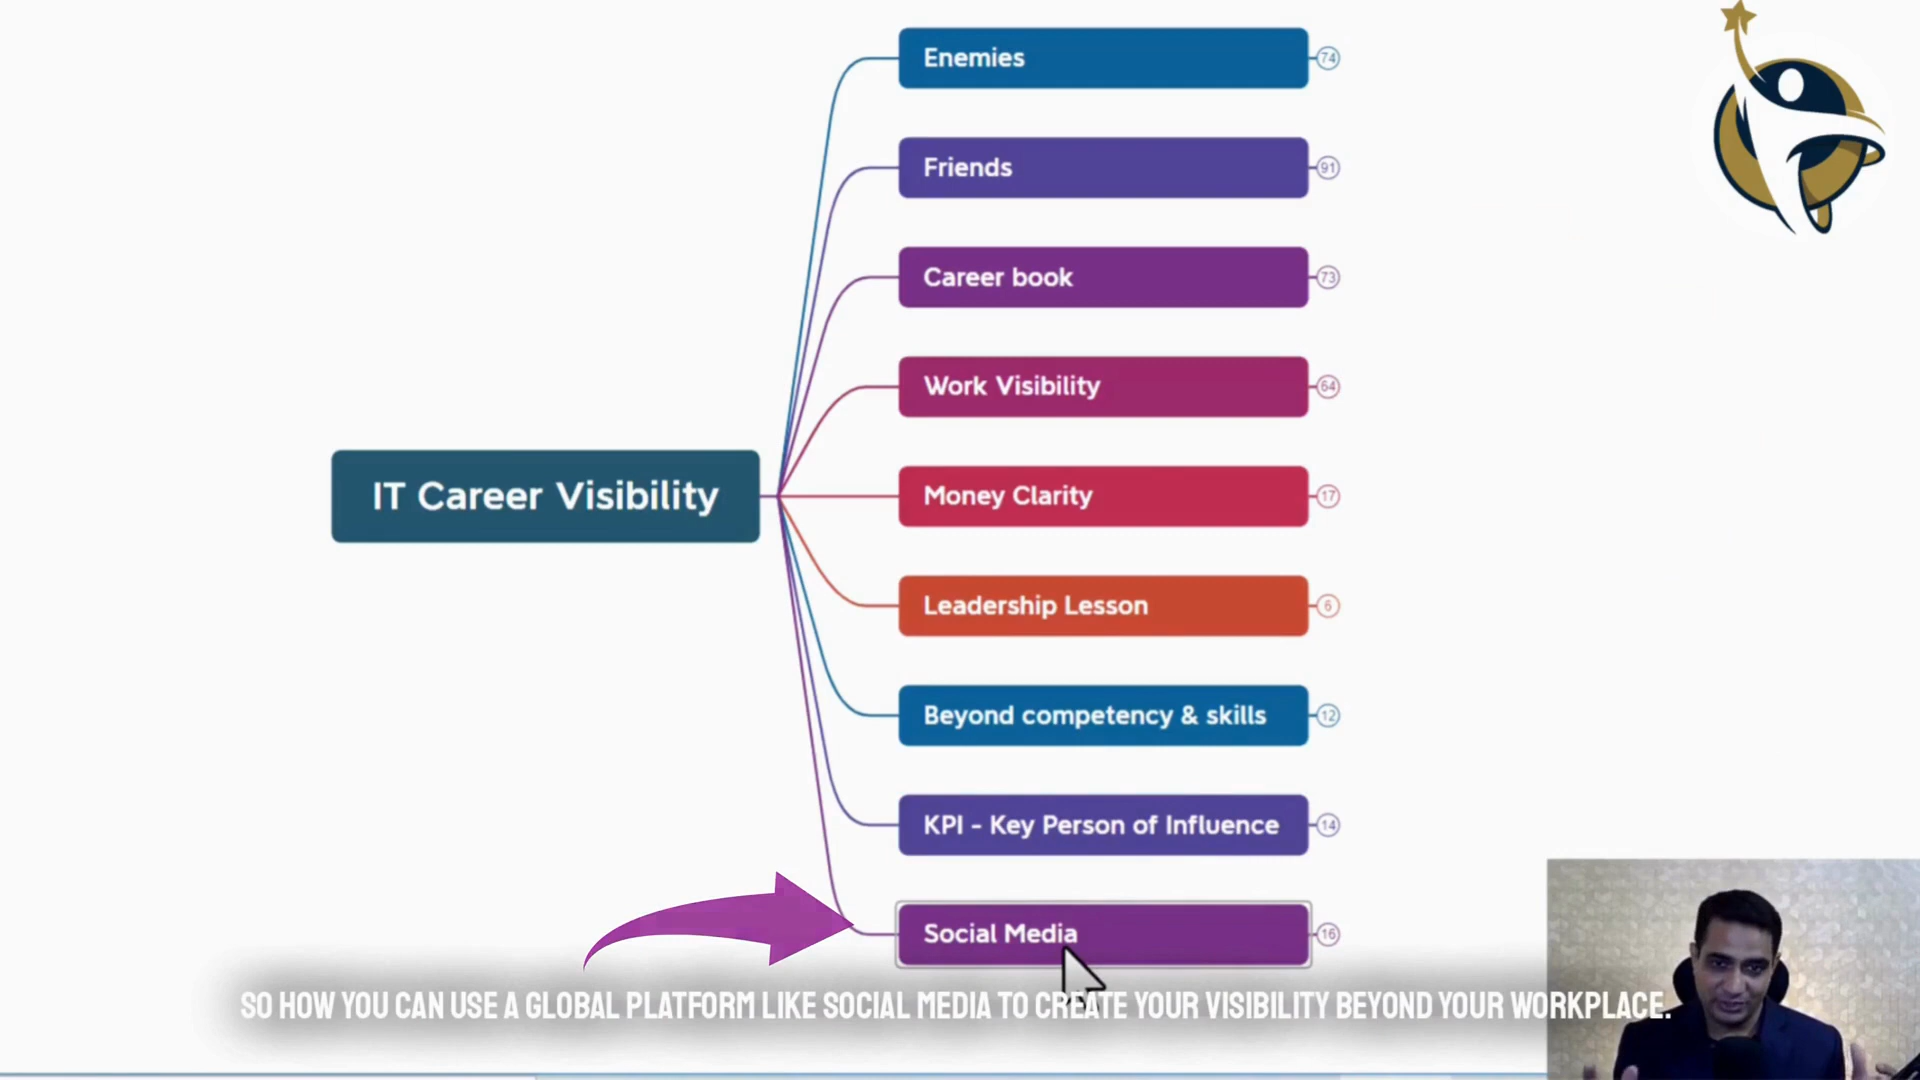 Enemies
74
Friends
91
Career book
73
Work Visibility
64
IT Career Visibility
Money Clarity
17
Leadership Lesson
6
Beyond competency & skills
12
KPI - Key Person of Influence
14
Social Media
16
SO HOW YOU CAN USE A GLOBAL PLATFORM LIKE SOCIAL MEDIA TO CREATE YOUR VISIBILITY BEYOND YOUR WORKPLACE.